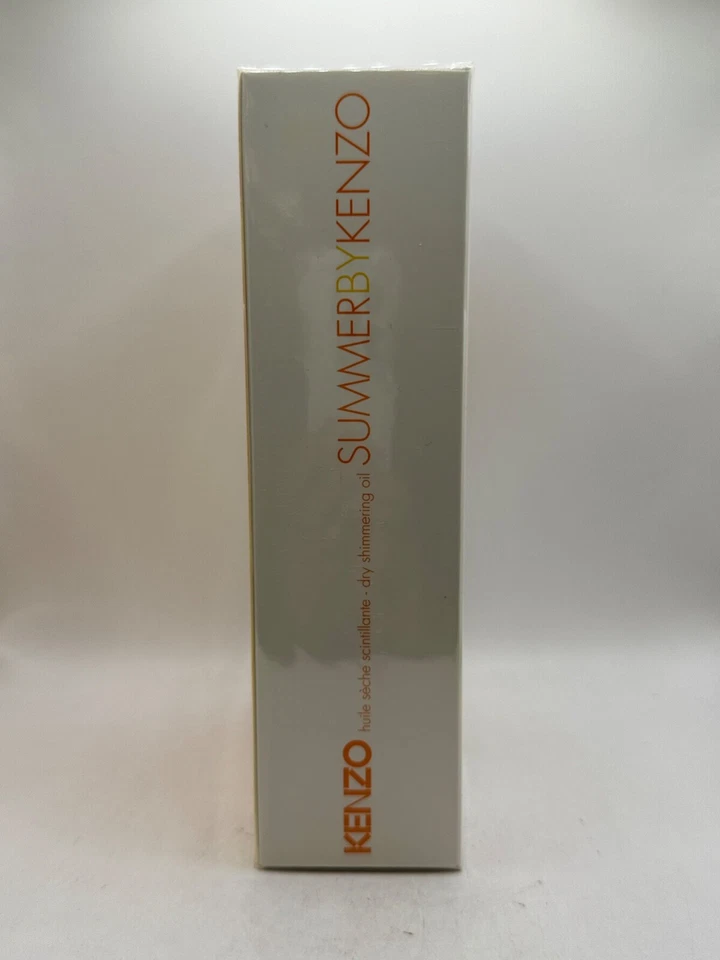 KENZO huile sèche scintillante - dry shimmering oil SUMMERBYKENZO